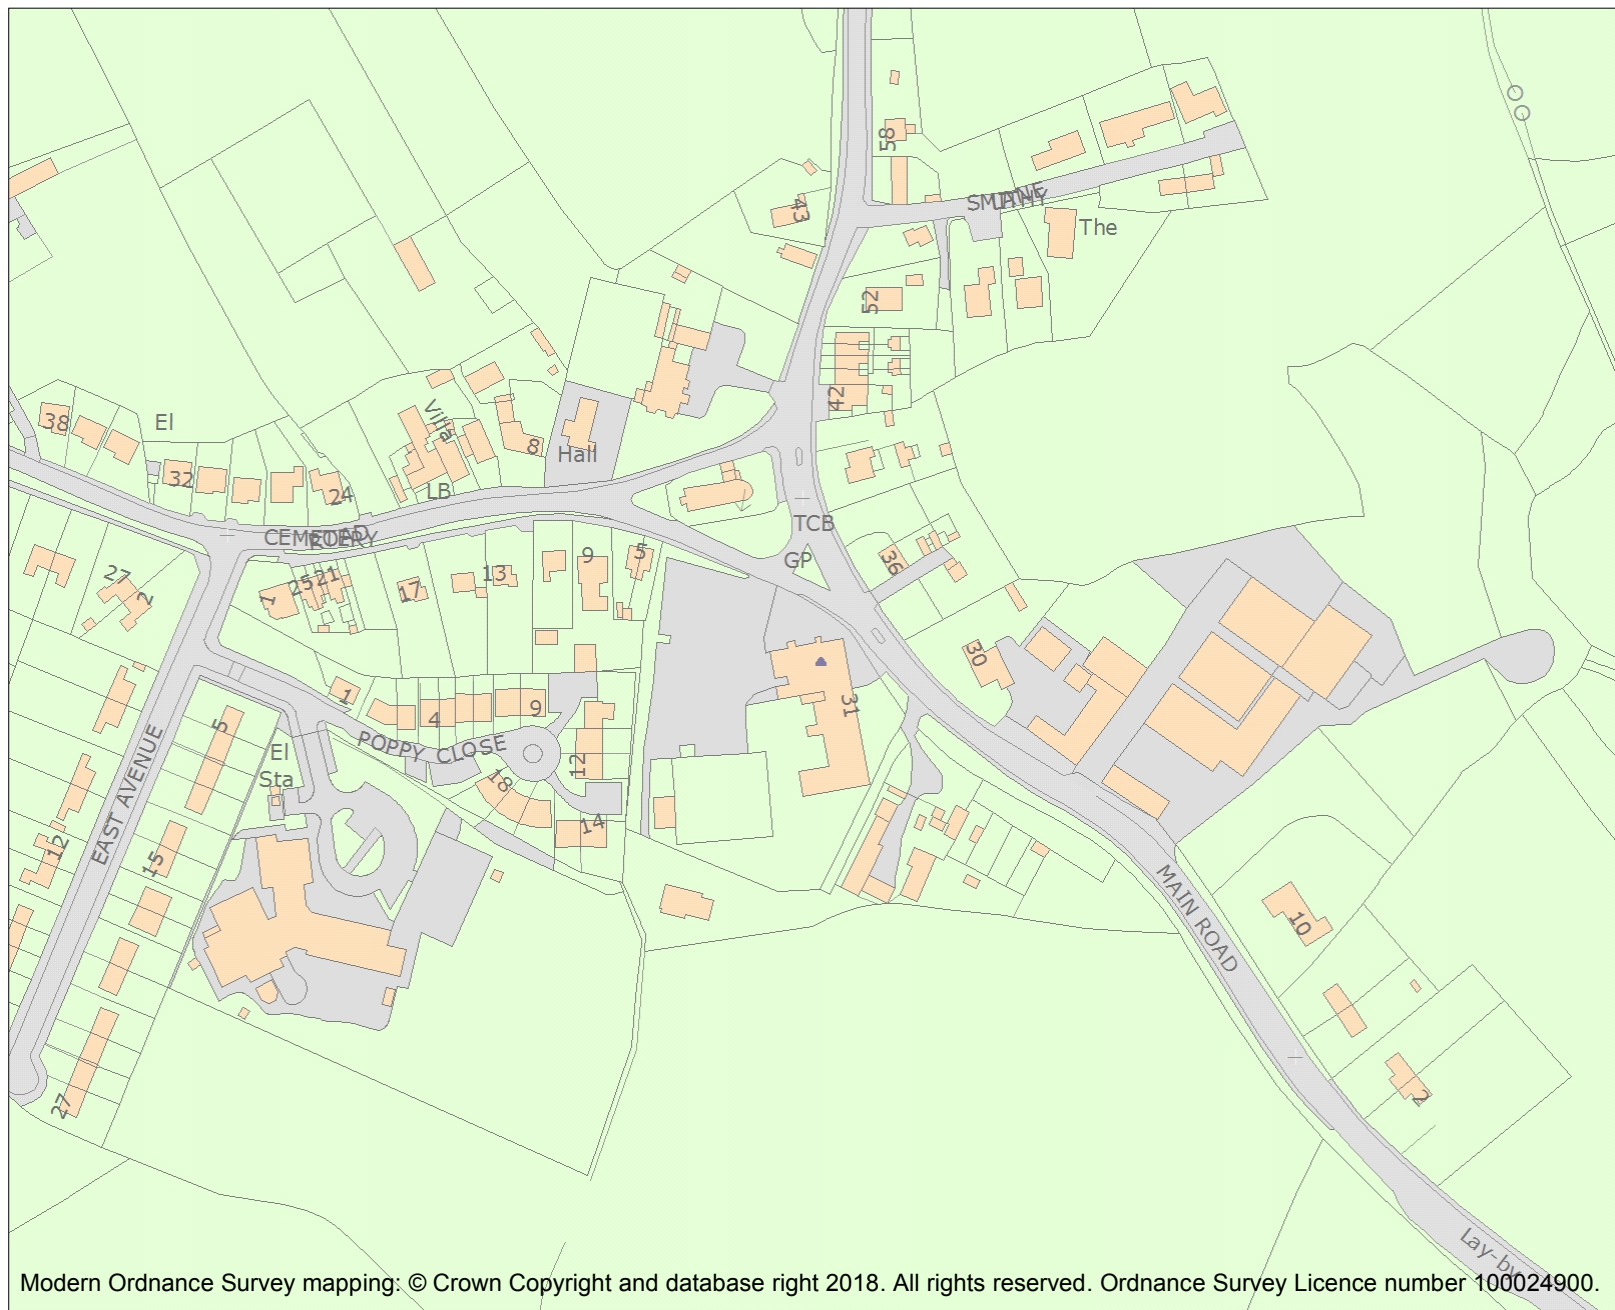 58
SMITHY
LANE
The
43
52
42
38
El
Villa
8
Hall
32
24
LB
CEMETERY
ROAD
TCB
GP
36
27
2
1
25
21
17
13
9
5
30
1
4
9
31
5
POPPY CLOSE
El
Sta
12
18
14
EAST AVENUE
12
15
MAIN ROAD
10
27
2
Lay-by
Modern Ordnance Survey mapping: © Crown Copyright and database right 2018. All rights reserved. Ordnance Survey Licence number 100024900.